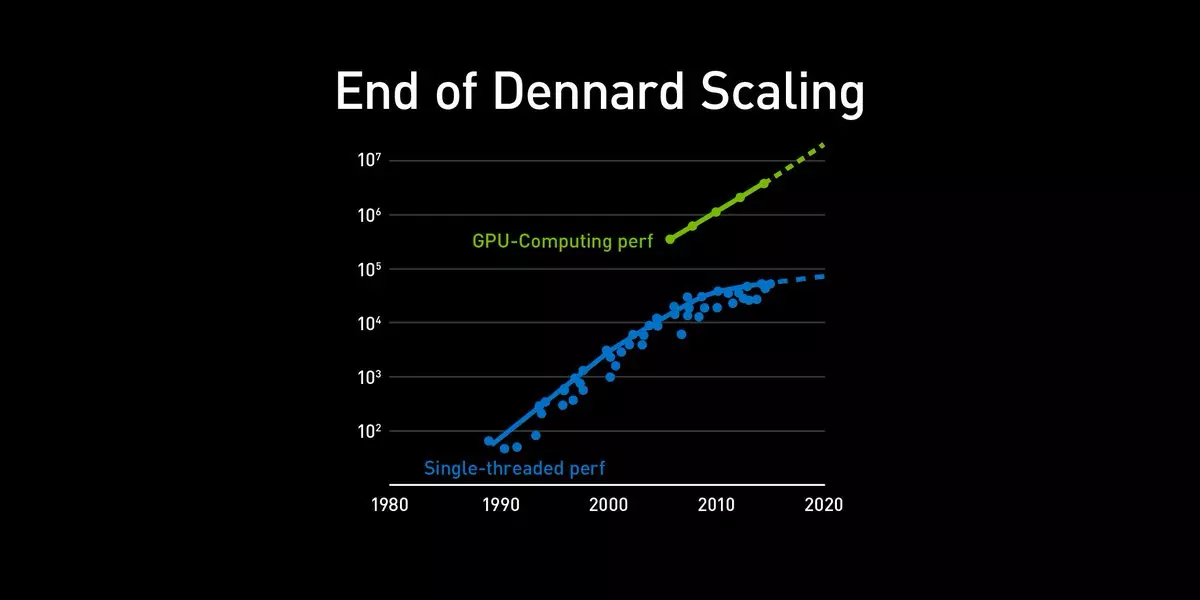 End of Dennard Scaling
10⁷
10⁶
GPU-Computing perf
10⁵
10⁴
10³
10²
Single-threaded perf
1980 1990 2000 2010 2020